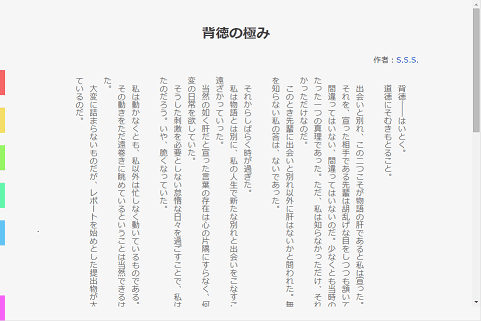 背徳の極み
作者：S.S.S.
背徳――はいとく。
道徳にそむきもとること。
出会いと別れ、この二つこそが物語の肝であると私は宣った。
それを、宣った相手である先輩は胡乱げな目をしつつも頷いて
間違ってはいない、間違ってはいないのだ。少なくとも当時の
たった一つの真理であった。ただ、私は知らなかっただけ、それ
かっただけなのだ。
このとき先輩に出会いと別れ以外に肝はないかと問われた。無
を知らない私の答は、ないであった。
それからしばらく時が過ぎた。
私は物語とは別に、私の人生で新たな別れと出会いをこなすこ
遠ざかっていった。
当然の如く肝だと宣った言葉の存在は心の片隅にすらなく、何
変の日常を欲していた。
そうした刺激を必要としない怠惰な日々を過ごすことで、私は
たのだろう。いや、脆くなっていた。
私は動かなくとも、私以外は忙しなく動いているものである。
その動きをただ遠巻きに眺めているということは当然できるは
た。
大変に詰まらないものだが、レポートを始めとした提出物が大
ているのだ。